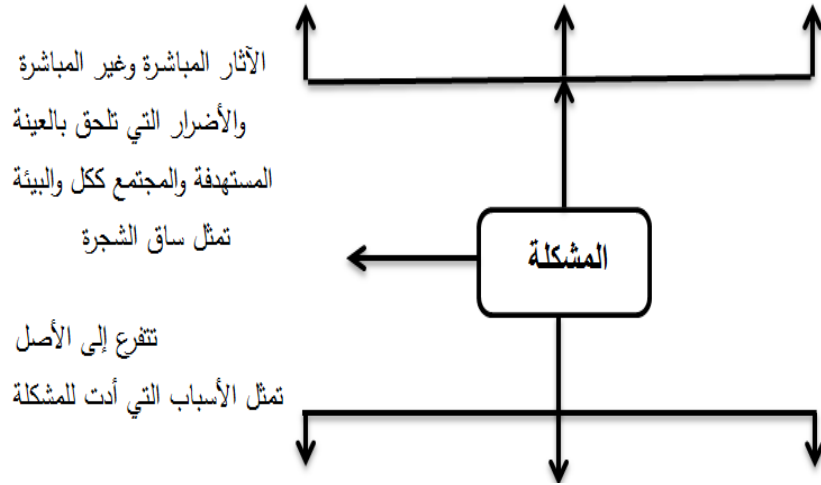 الآثار المباشرة وغير المباشرة
والأضرار التي تلحق بالعينة
المستهدفة والمجتمع ككل والبيئة
تمثل ساق الشجرة
المشكلة
تتفرع إلى الأصل
تمثل الأسباب التي أدت للمشكلة